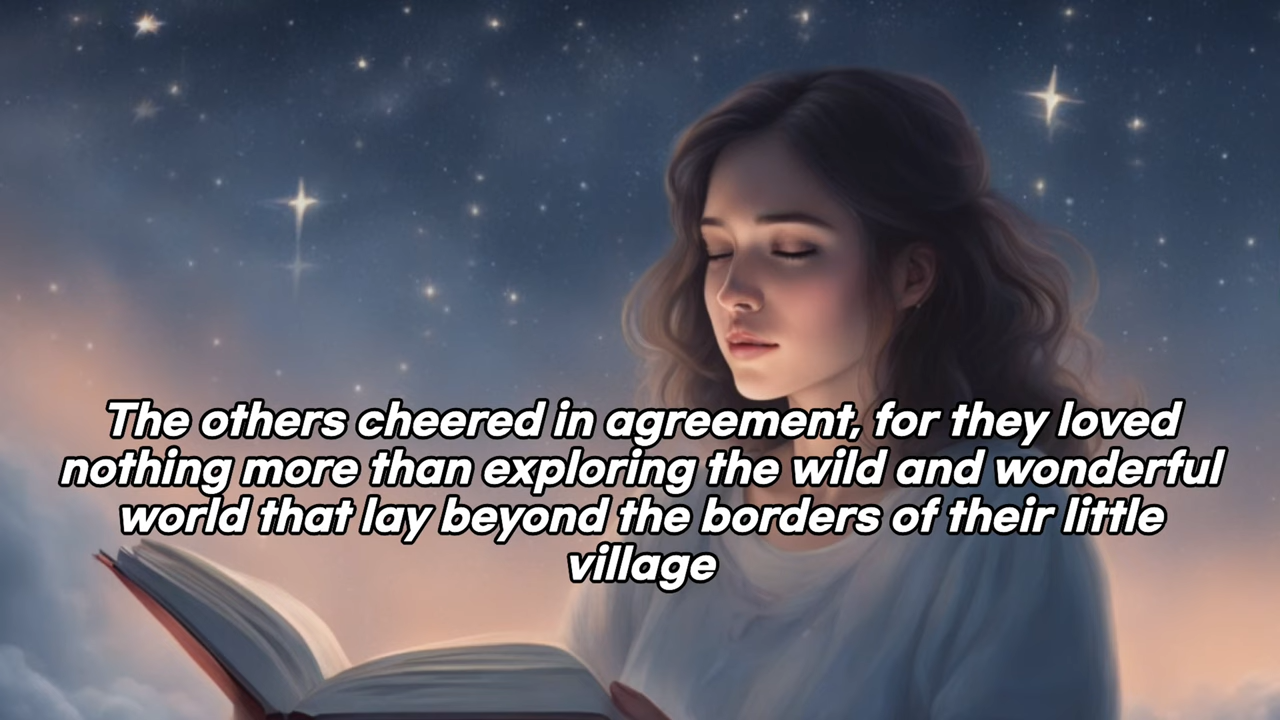 The others cheered in agreement, for they loved
nothing more than exploring the wild and wonderful
world that lay beyond the borders of their little
village